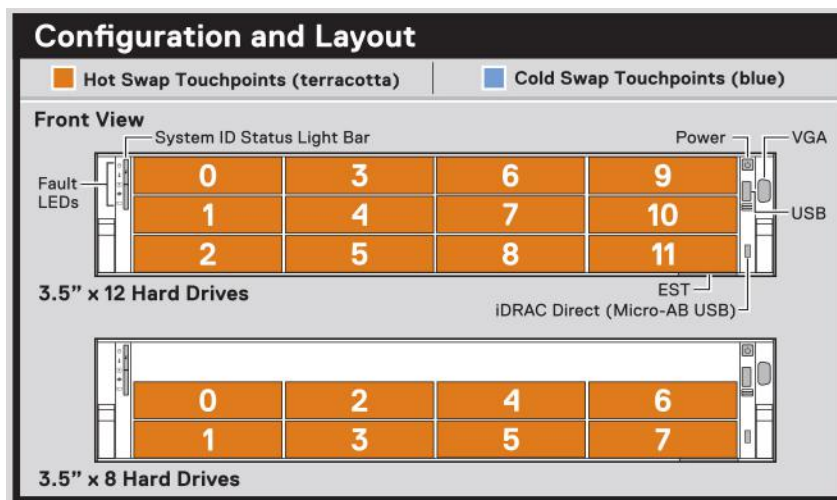 Configuration and Layout
Hot Swap Touchpoints (terracotta)
Cold Swap Touchpoints (blue)
Front View
System ID Status Light Bar
Power
VGA
Fault
LEDs
USB
0 3 6 9
1 4 7 10
2 5 8 11
EST
3.5” x 12 Hard Drives
iDRAC Direct (Micro-AB USB)
0 2 4 6
1 3 5 7
3.5” x 8 Hard Drives